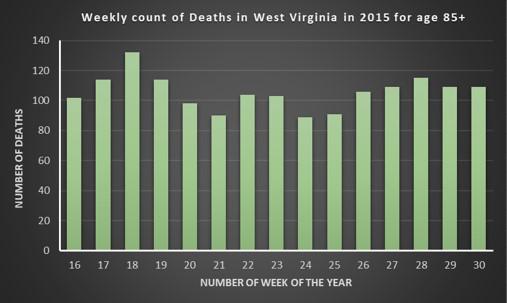 Weekly count of Deaths in West Virginia in 2015 for age 85+
140
120
100
80
60
40
20
0
NUMBER OF DEATHS
16 17 18 19 20 21 22 23 24 25 26 27 28 29 30
NUMBER OF WEEK OF THE YEAR